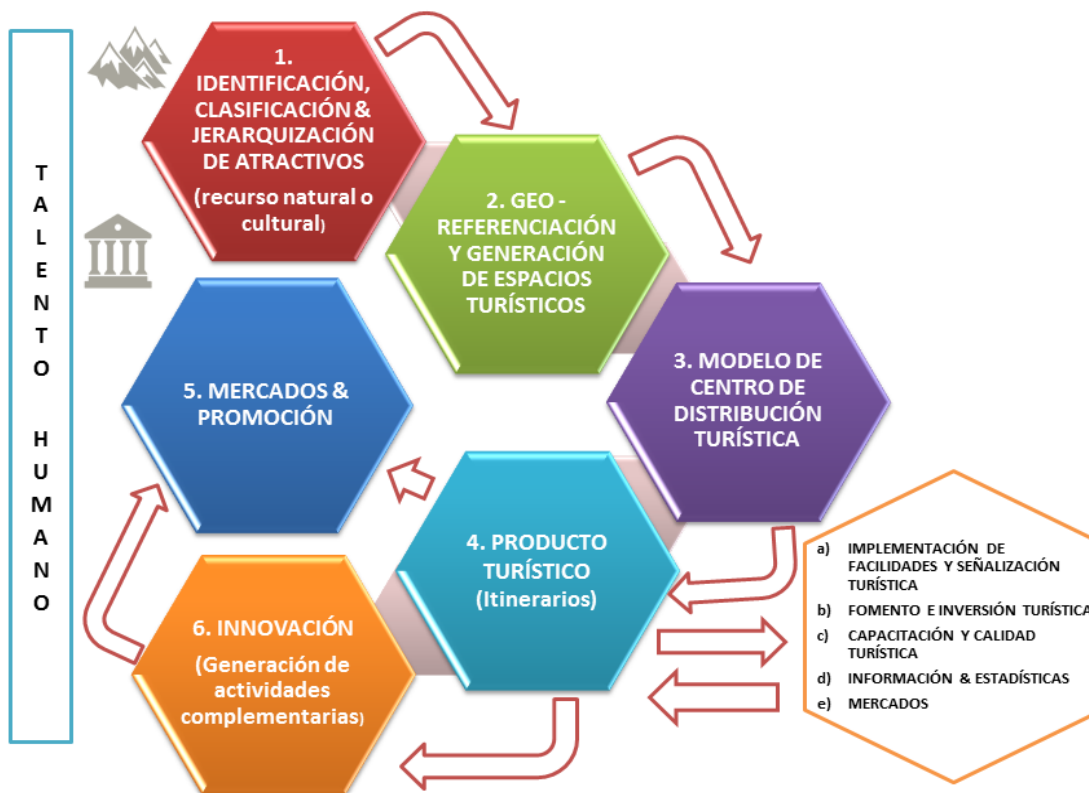 TALENTO HUMANO
1.
IDENTIFICACIÓN,
CLASIFICACIÓN &
JERARQUIZACIÓN
DE ATRACTIVOS
(recurso natural o
cultural)
2. GEO -
REFERENCIACIÓN
Y GENERACIÓN
DE ESPACIOS
TURÍSTICOS
3. MODELO DE
CENTRO DE
DISTRIBUCIÓN
TURÍSTICA
5. MERCADOS &
PROMOCIÓN
4. PRODUCTO
TURÍSTICO
(Itinerarios)
6. INNOVACIÓN
(Generación de
actividades
complementarias)
a) IMPLEMENTACIÓN DE
FACILIDADES Y SEÑALIZACIÓN
TURÍSTICA
b) FOMENTO E INVERSIÓN TURÍSTICA
c) CAPACITACIÓN Y CALIDAD
TURÍSTICA
d) INFORMACIÓN & ESTADÍSTICAS
e) MERCADOS